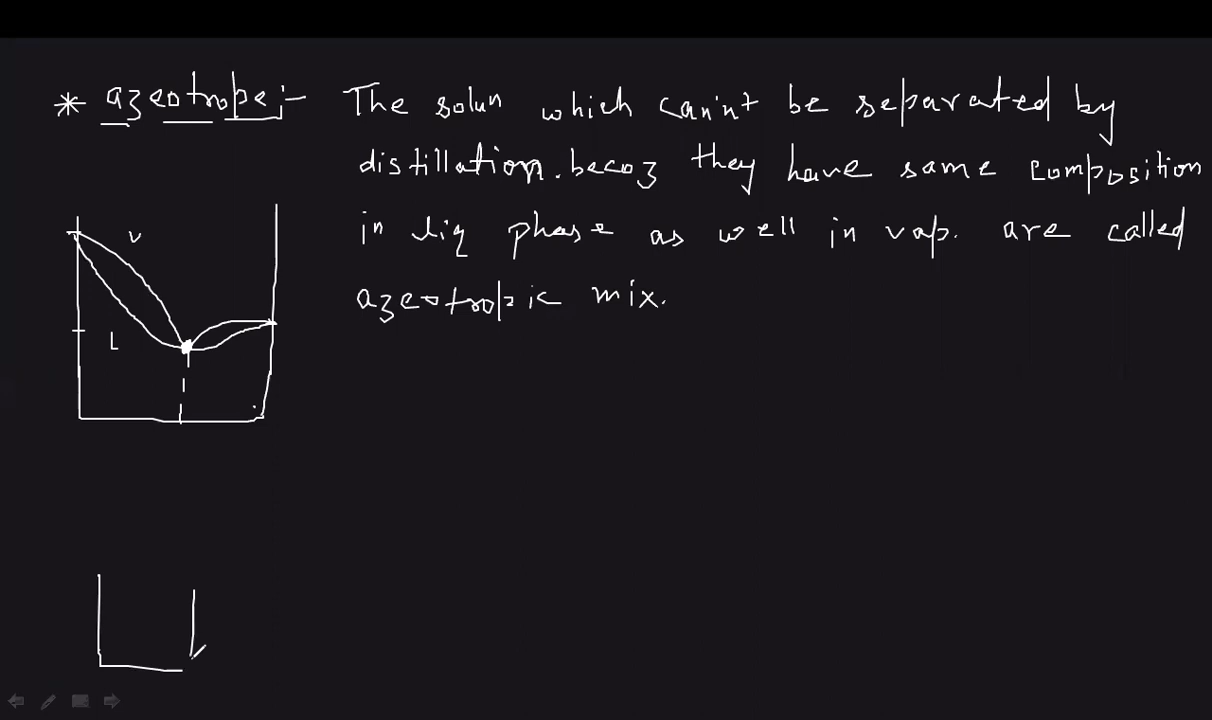 * azeotrope:- The solun which can't be separated by
distillation. becoz they have same composition
in liq phase as well in vap. are called
azeotropic mix.
V
L